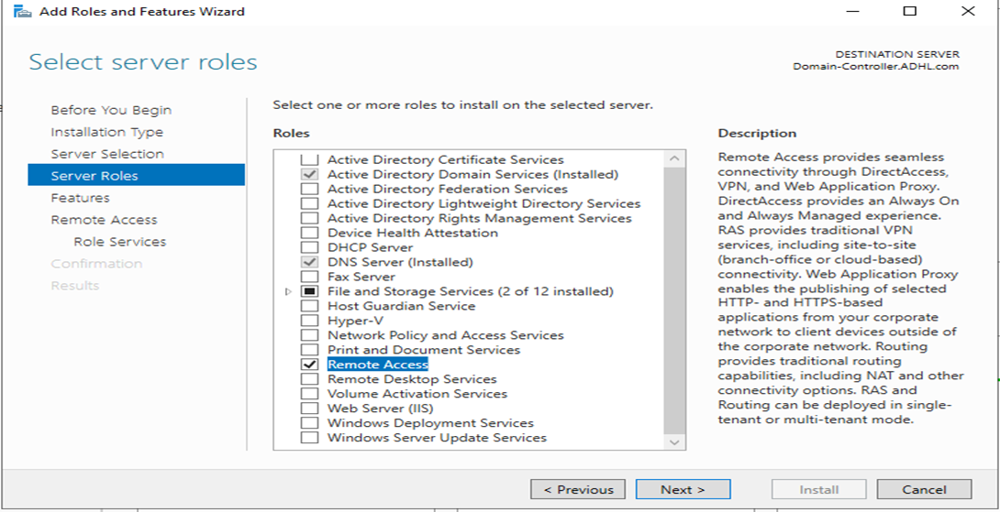 Add Roles and Features Wizard
Select server roles
DESTINATION SERVER
Domain-Controller.ADHL.com
Before You Begin
Installation Type
Server Selection
Server Roles
Features
Remote Access
Role Services
Confirmation
Results
Select one or more roles to install on the selected server.
Roles
Active Directory Certificate Services
Active Directory Domain Services (Installed)
Active Directory Federation Services
Active Directory Lightweight Directory Services
Active Directory Rights Management Services
Device Health Attestation
DHCP Server
DNS Server (Installed)
Fax Server
File and Storage Services (2 of 12 installed)
Host Guardian Service
Hyper-V
Network Policy and Access Services
Print and Document Services
Remote Access
Remote Desktop Services
Volume Activation Services
Web Server (IIS)
Windows Deployment Services
Windows Server Update Services
Description
Remote Access provides seamless
connectivity through DirectAccess,
VPN, and Web Application Proxy.
DirectAccess provides an Always On
and Always Managed experience.
RAS provides traditional VPN
services, including site-to-site
(branch-office or cloud-based)
connectivity. Web Application Proxy
enables the publishing of selected
HTTP- and HTTPS-based
applications from your corporate
network to client devices outside of
the corporate network. Routing
provides traditional routing
capabilities, including NAT and other
connectivity options. RAS and
Routing can be deployed in single-
tenant or multi-tenant mode.
< Previous
Next >
Install
Cancel